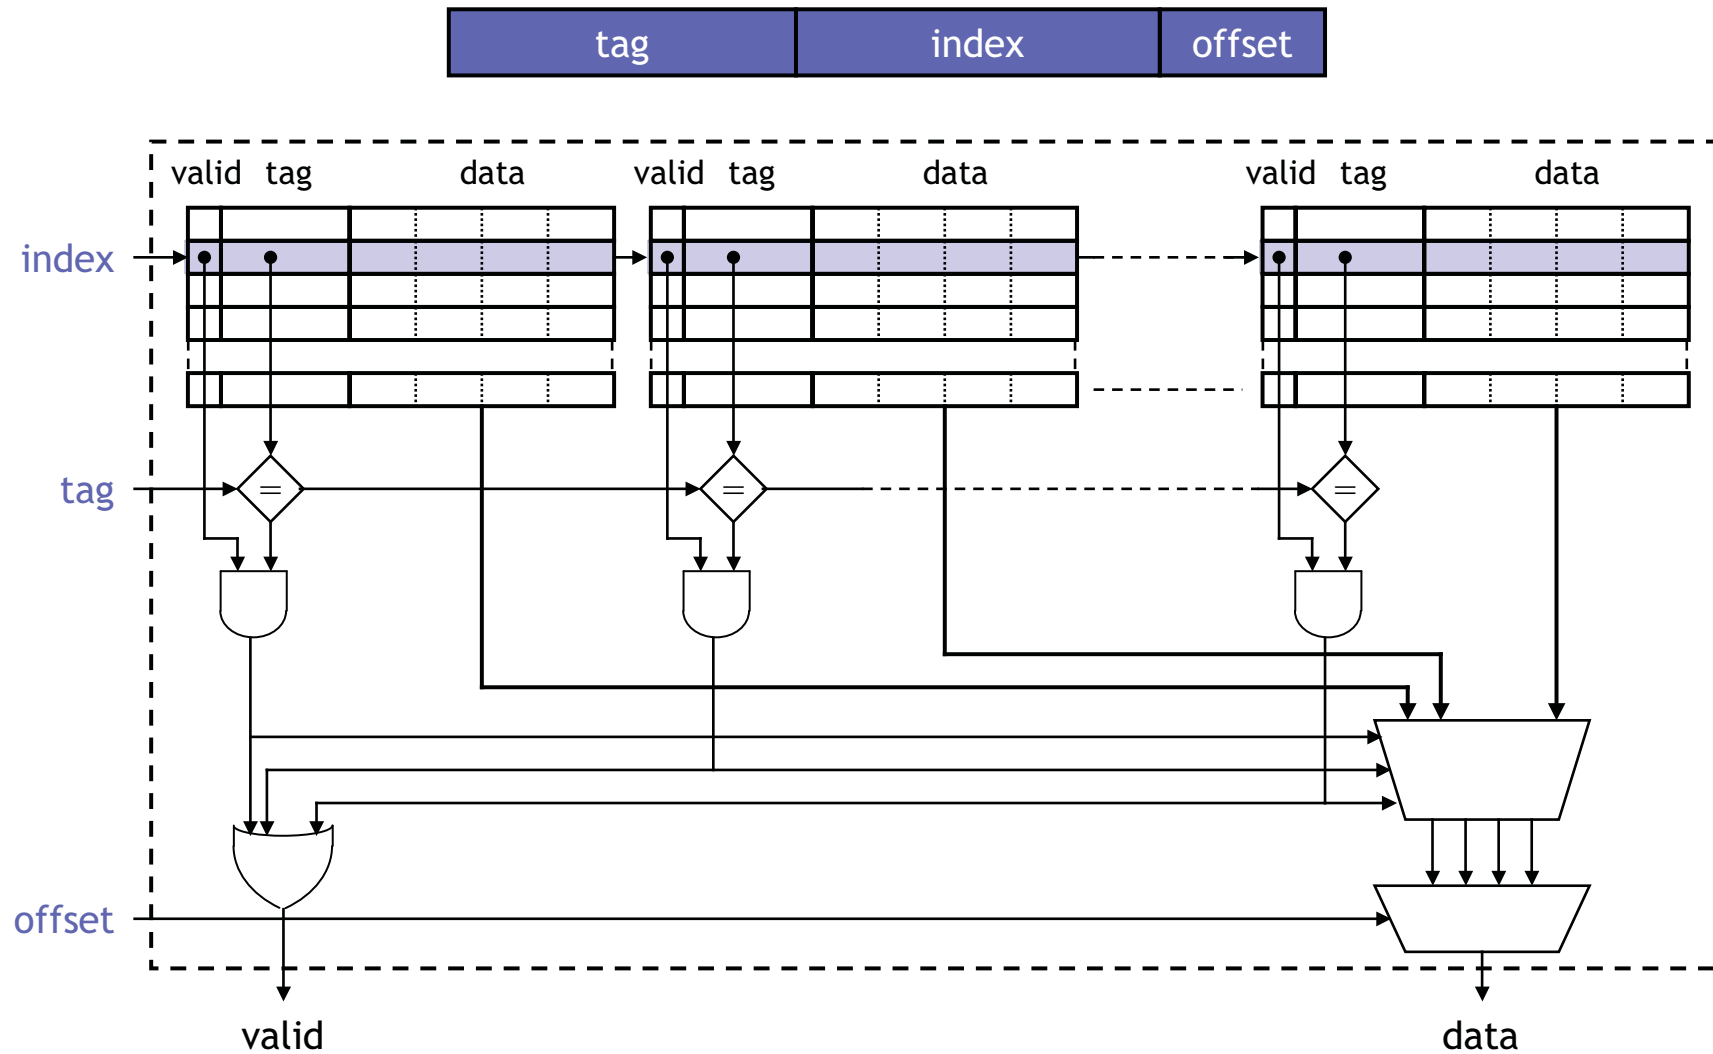 tag index offset
valid tag data valid tag data valid tag data
index
tag = = =
offset
valid data